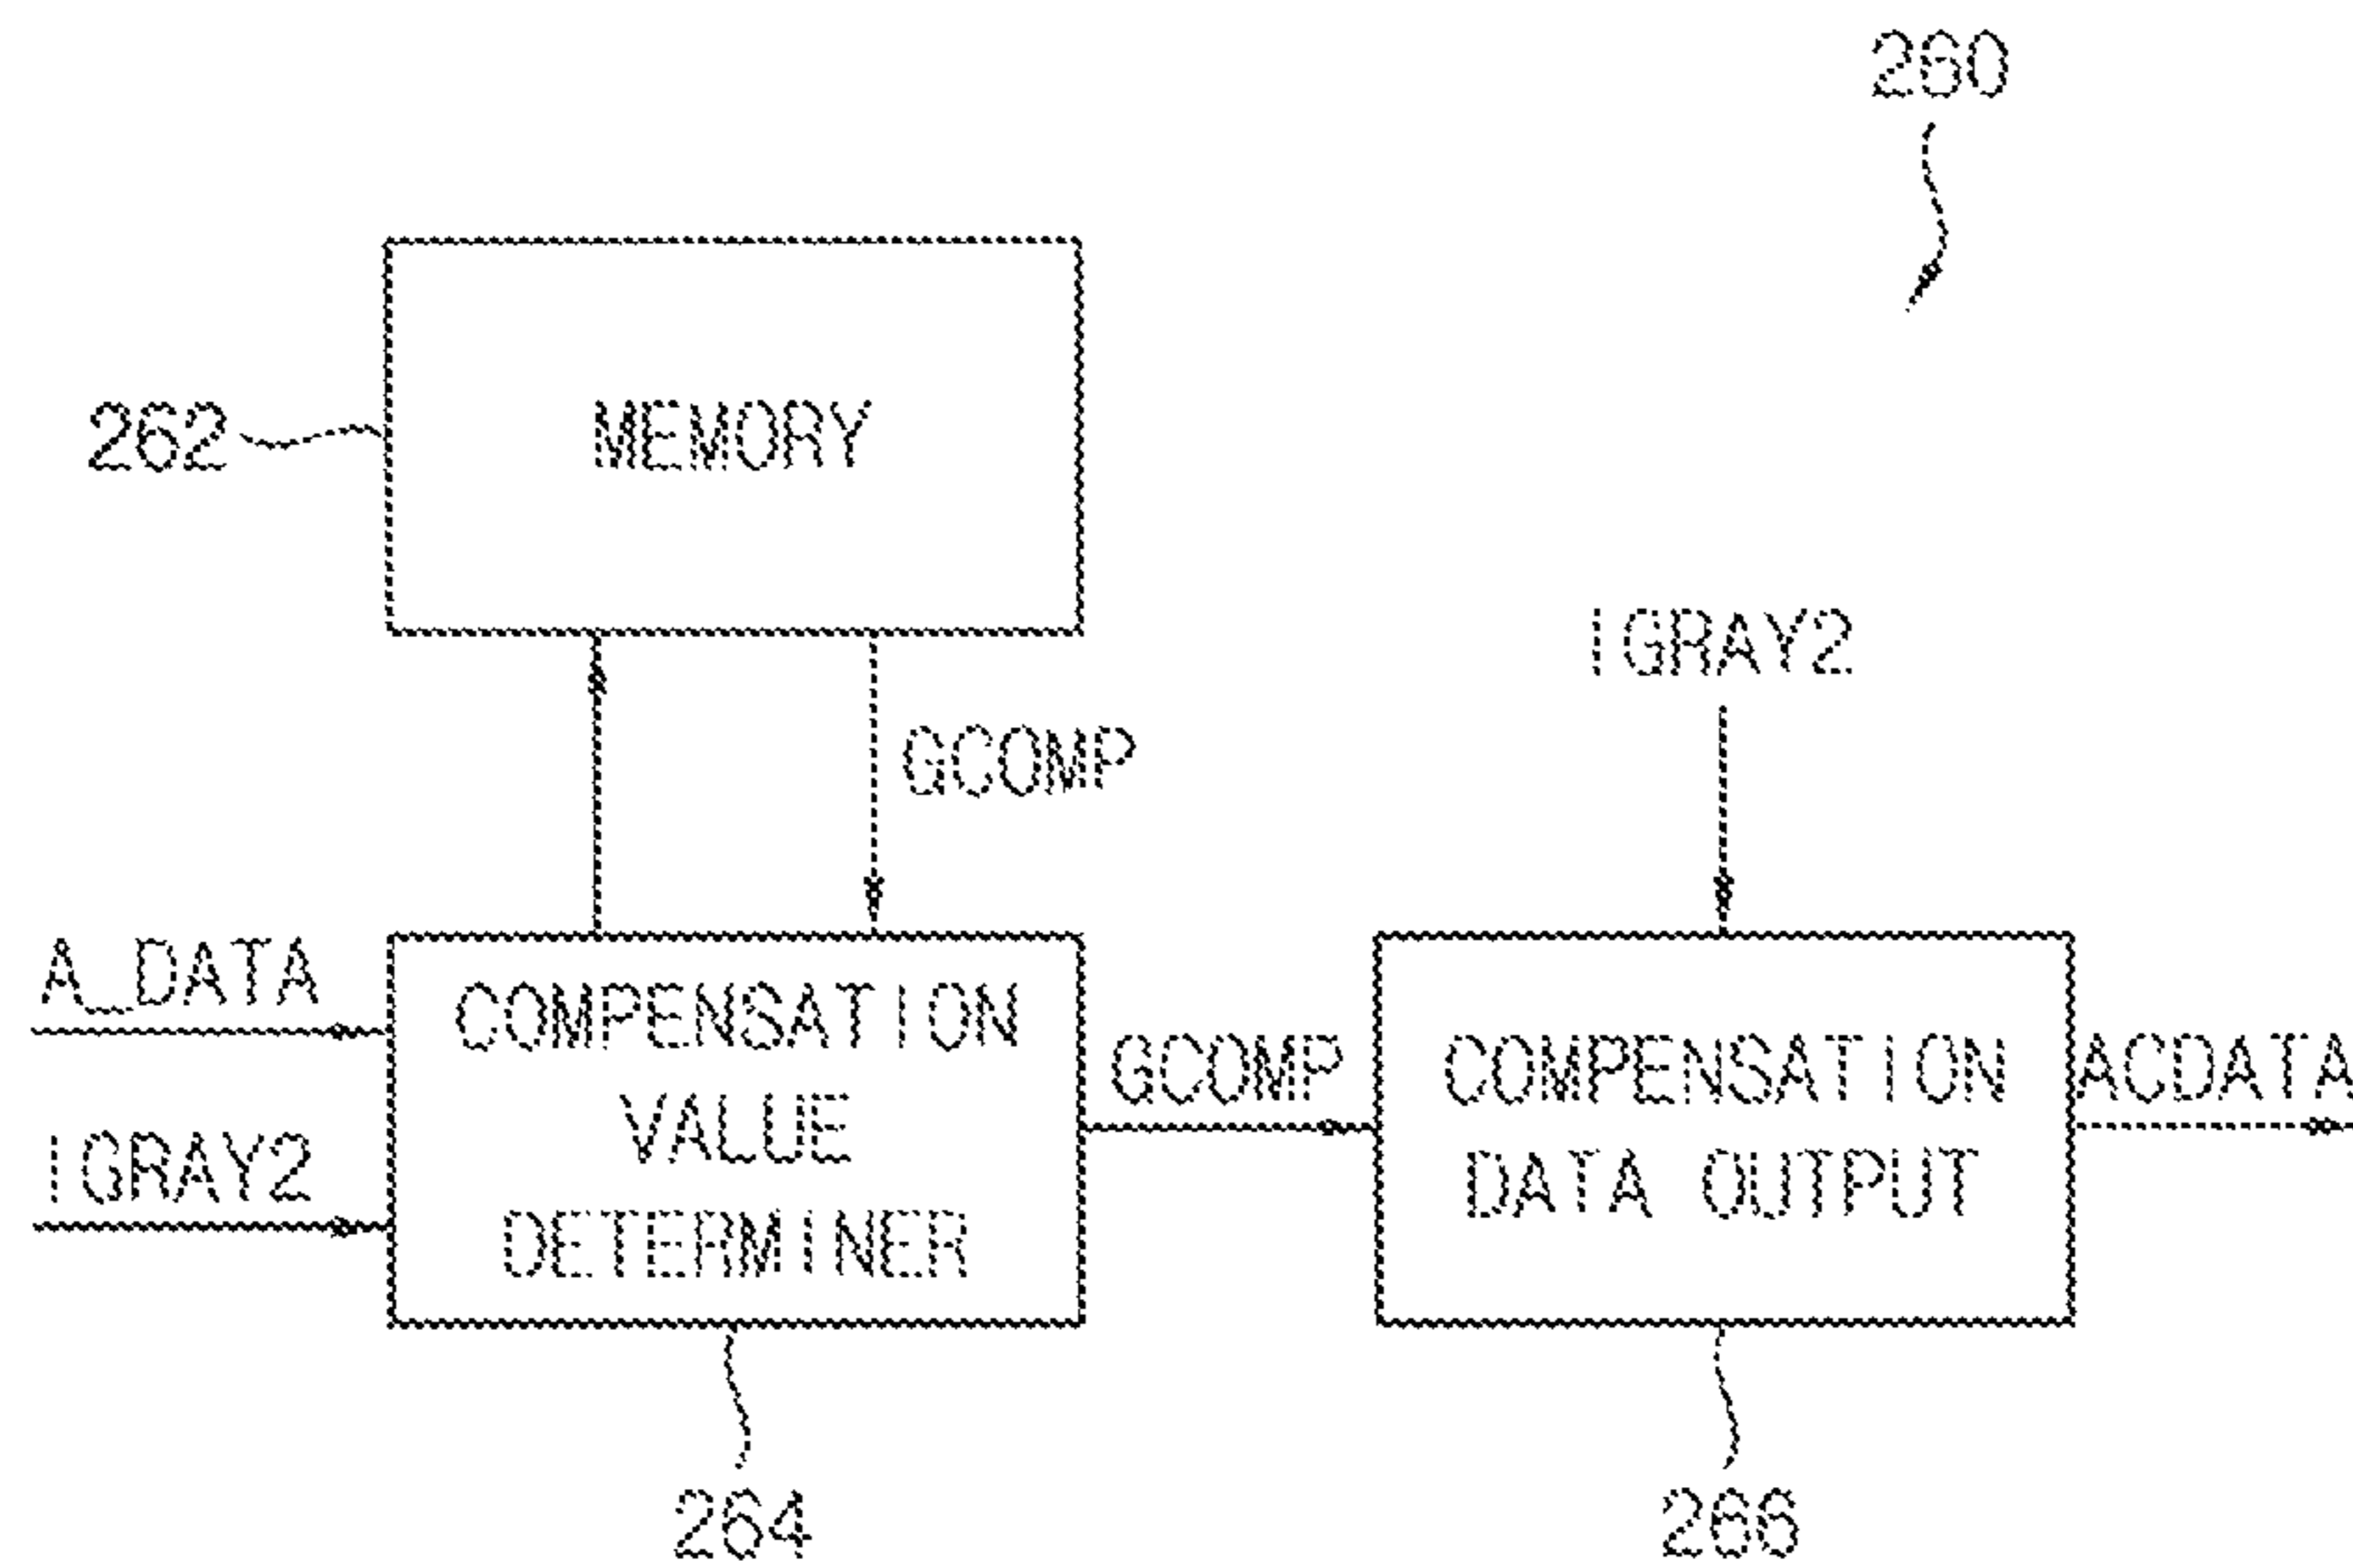 260
262
MEMORY
IGRAY2
GCOMP
A_DATA
IGRAY2
COMPENSATION
VALUE
DETERMINER
GCOMP
COMPENSATION
DATA OUTPUT
ACDATA
264
266